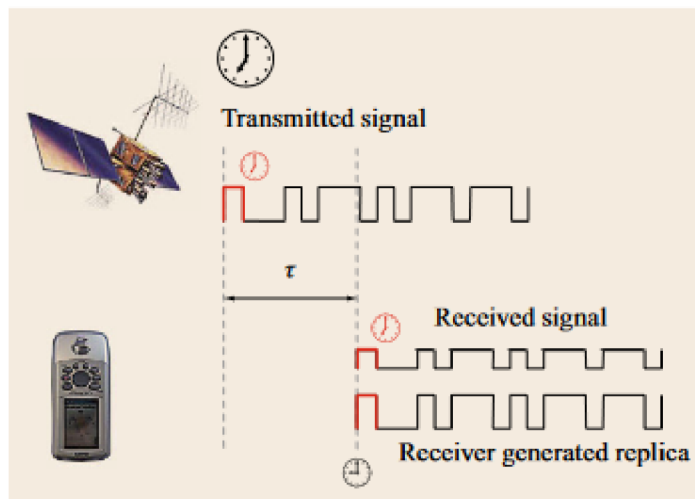 Transmitted signal
τ
Received signal
Receiver generated replica